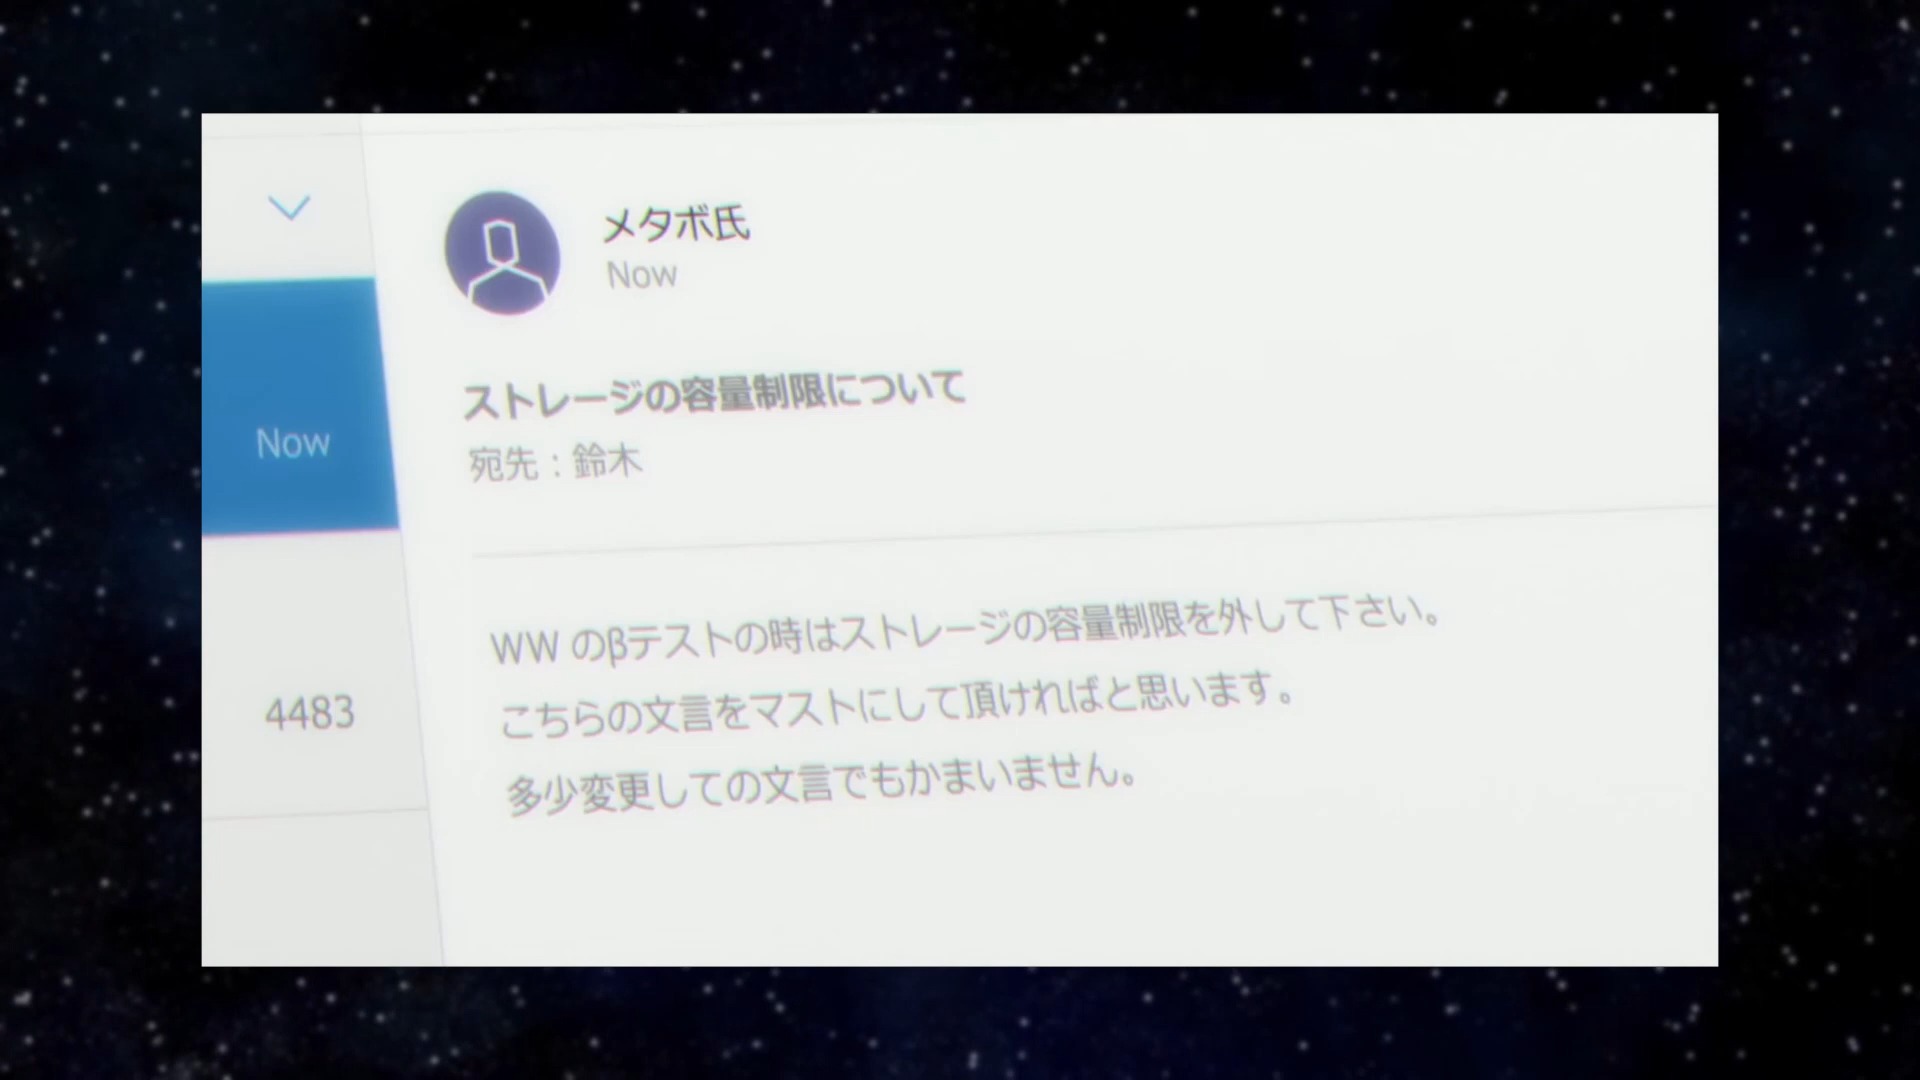 メタボ氏
Now
ストレージの容量制限について
宛先：鈴木
Now
WW のβテストの時はストレージの容量制限を外して下さい。
こちらの文言をマストにして頂ければと思います。
4483
多少変更しての文言でもかまいません。